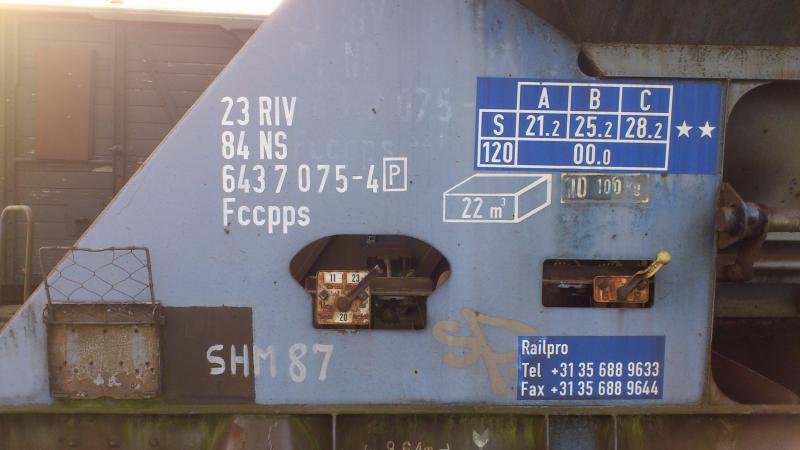 23 RIV
84 NS
643 7 075-4 P
Fccpps
A B C
S 21.2 25.2 28.2 ★★
120 00.0
22 m³
10 100
11 23
20
SHM 87
Railpro
Tel +31 35 688 9633
Fax +31 35 688 9644